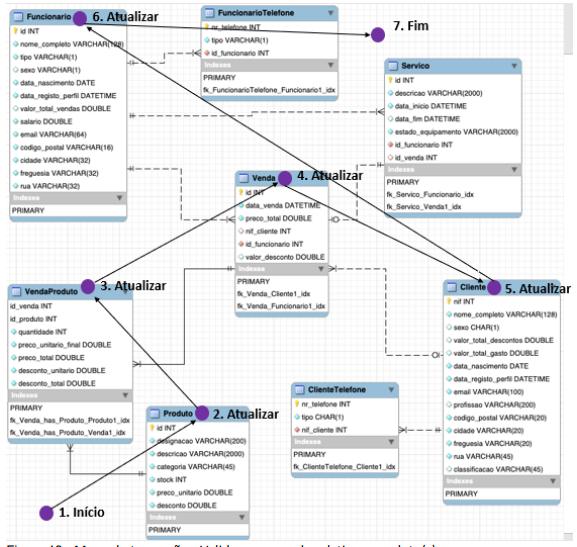 Funcionario
6. Atualizar
id INT
nome_completo VARCHAR(128)
tipo VARCHAR(1)
sexo VARCHAR(1)
data_nascimento DATE
data_registo_perfil DATETIME
valor_total_vendas DOUBLE
salario DOUBLE
email VARCHAR(64)
codigo_postal VARCHAR(16)
cidade VARCHAR(32)
freguesia VARCHAR(32)
rua VARCHAR(32)
Indexes
PRIMARY
FuncionarioTelefone
nr_telefone INT
tipo VARCHAR(1)
id_funcionario INT
Indexes
PRIMARY
fk_FuncionarioTelefone_Funcionario1_idx
7. Fim
Servico
id INT
descricao VARCHAR(2000)
data_inicio DATETIME
data_fim DATETIME
estado_equipamento VARCHAR(2000)
id_funcionario INT
id_venda INT
Indexes
PRIMARY
fk_Servico_Funcionario_idx
fk_Servico_Venda1_idx
Venda
4. Atualizar
id INT
data_venda DATETIME
preco_total DOUBLE
nif_cliente INT
id_funcionario INT
valor_desconto DOUBLE
Indexes
PRIMARY
fk_Venda_Cliente1_idx
fk_Venda_Funcionario1_idx
VendaProduto
3. Atualizar
id_venda INT
id_produto INT
quantidade INT
preco_unitario_final DOUBLE
preco_total DOUBLE
desconto_unitario DOUBLE
desconto_total DOUBLE
Indexes
PRIMARY
fk_Venda_has_Produto_Produto1_idx
fk_Venda_has_Produto_Venda1_idx
Cliente
5. Atualizar
nif INT
nome_completo VARCHAR(128)
sexo CHAR(1)
valor_total_descontos DOUBLE
valor_total_gasto DOUBLE
data_nascimento DATE
data_registo_perfil DATETIME
email VARCHAR(100)
profissao VARCHAR(200)
codigo_postal VARCHAR(20)
cidade VARCHAR(20)
freguesia VARCHAR(20)
rua VARCHAR(45)
classificacao VARCHAR(45)
Indexes
PRIMARY
ClienteTelefone
nr_telefone INT
tipo CHAR(1)
nif_cliente INT
Indexes
PRIMARY
fk_ClienteTelefone_Cliente1_idx
Produto
2. Atualizar
id INT
designacao VARCHAR(200)
descricao VARCHAR(2000)
categoria VARCHAR(45)
stock INT
preco_unitario DOUBLE
desconto DOUBLE
Indexes
PRIMARY
1. Início